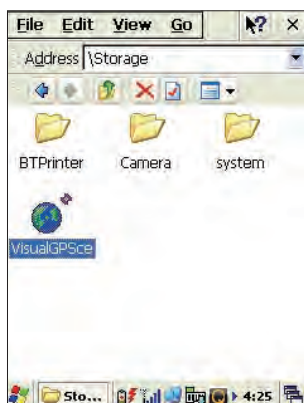 File Edit View Go
Address \Storage
BTPrinter Camera system
VisualGPSce
Sto... 4:25